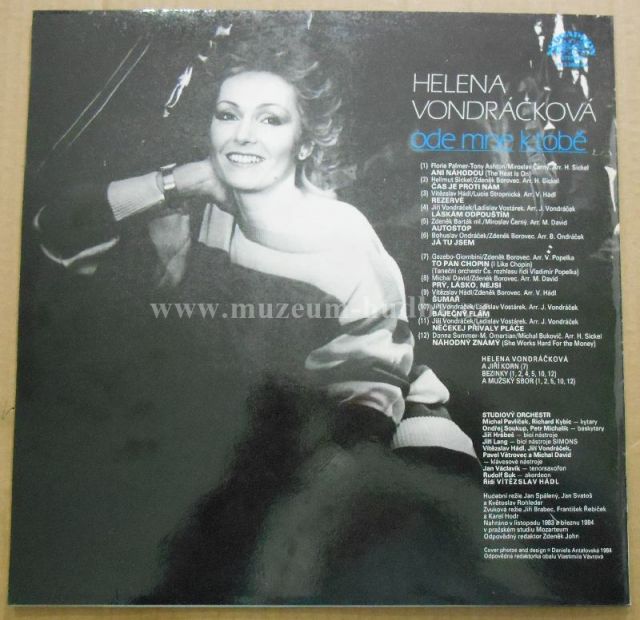 HELENA
VONDRÁČKOVÁ
ode mne k tobě
(1) Florie Palmer-Tony Ashton/Miroslav Černý. Arr. H. Sickel
ANI NÁHODOU (The Heat Is On)
(2) Hellmut Sickel/Zdeněk Borovec. Arr. H. Sickel
ČAS JE PROTI NÁM
(3) Vítězslav Hádl/Lucie Stropnická. Arr. V. Hádl
REZERVÉ
(4) Jiří Vondráček/Ladislav Vostárek. Arr. J. Vondráček
LÁSKÁM ODPOUŠTÍM
(5) Zdeněk Barták ml./Miroslav Černý. Arr. M. David
AUTOSTOP
(6) Bohuslav Ondráček/Zdeněk Borovec. Arr. B. Ondráček
JÁ TU JSEM
(7) Gazebo-Giombini/Zdeněk Borovec. Arr. V. Popelka
TO PAN CHOPIN (I Like Chopin)
(Taneční orchestr Čs. rozhlasu řídí Vladimír Popelka)
(8) Michal David/Zdeněk Borovec. Arr. M. David
PRÝ, LÁSKO, NEJSI
(9) Vítězslav Hádl/Zdeněk Borovec. Arr. V. Hádl
ŠUMAŘ
Jiří Vondráček/Ladislav Vostárek. Arr. J. Vondráček
BÁJEČNÝ FLÁM
(11) Jiří Vondráček/Ladislav Vostárek. Arr. J. Vondráček
NEČEKEJ PŘÍVALY PLÁČE
(12) Donna Summer-M. Omartian/Michal Bukovič. Arr. H. Sickel
NÁHODNÝ ZNÁMÝ (She Works Hard For the Money)
www.muzeum-hud
HELENA VONDRÁČKOVÁ
A JIŘÍ KORN (7)
BEZINKY (1, 2, 4, 5, 10, 12)
A MUŽSKÝ SBOR (1, 2, 5, 10, 12)
STUDIOVÝ ORCHESTR
Michal Pavlíček, Richard Kybic — kytary
Ondřej Soukup, Petr Michelik — baskytary
Jiří Hrábeš — bicí nástroje
Jiří Lang — bicí nástroje SIMONS
Vítězslav Hádl, Jiří Vondráček,
Pavel Větrovec a Michal David
— klávesové nástroje
Jan Václavík — tenorsaxofon
Rudolf Suk — akordeon
Řídí VÍTĚZSLAV HÁDL
Hudební režie Jan Spálený, Jan Svatoš
a Květoslav Rohleder
Zvuková režie Jiří Brabec, František Řebíček
a Karel Hodr
Nahráno v listopadu 1983 a březnu 1984
v pražském studiu Mozarteum
Odpovědný redaktor Zdeněk John
Cover photos and design © Daniela Antalovská 1984
Odpovědná redaktorka obalu Vlastimila Vávrová